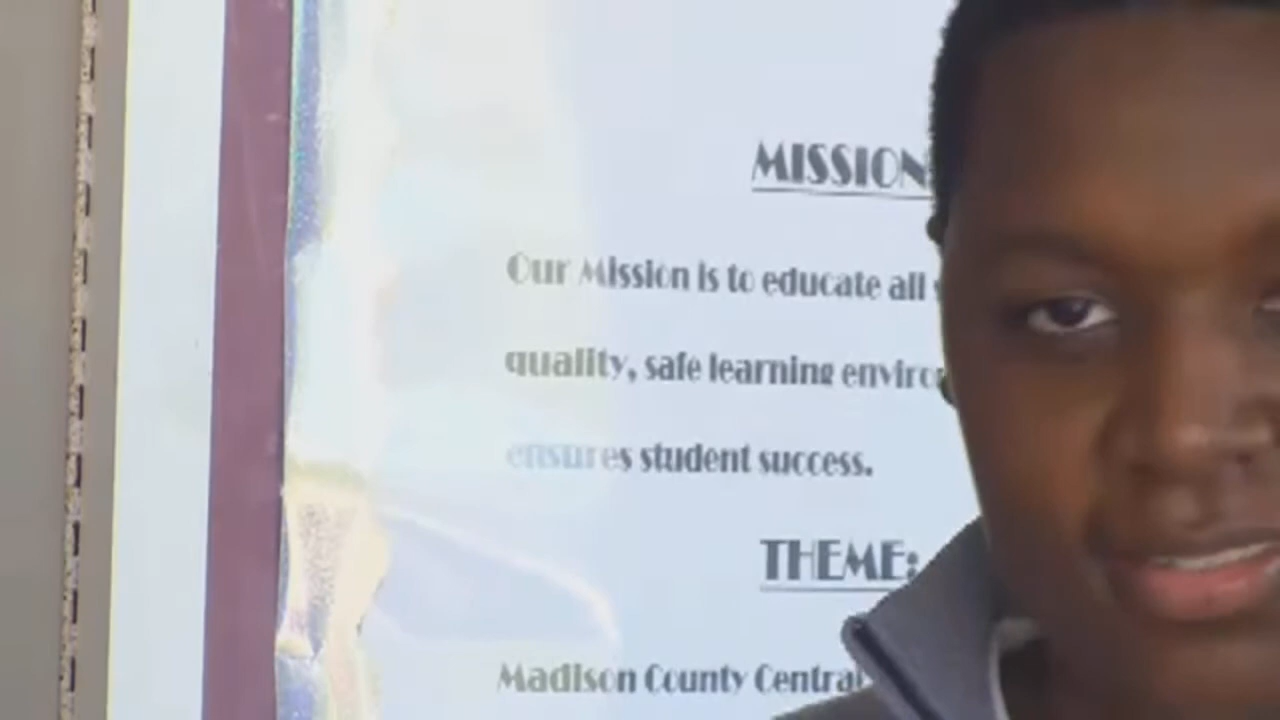 MISSION
Our Mission is to educate all
quality, safe learning enviro
ensures student success.
THEME:
Madison County Central